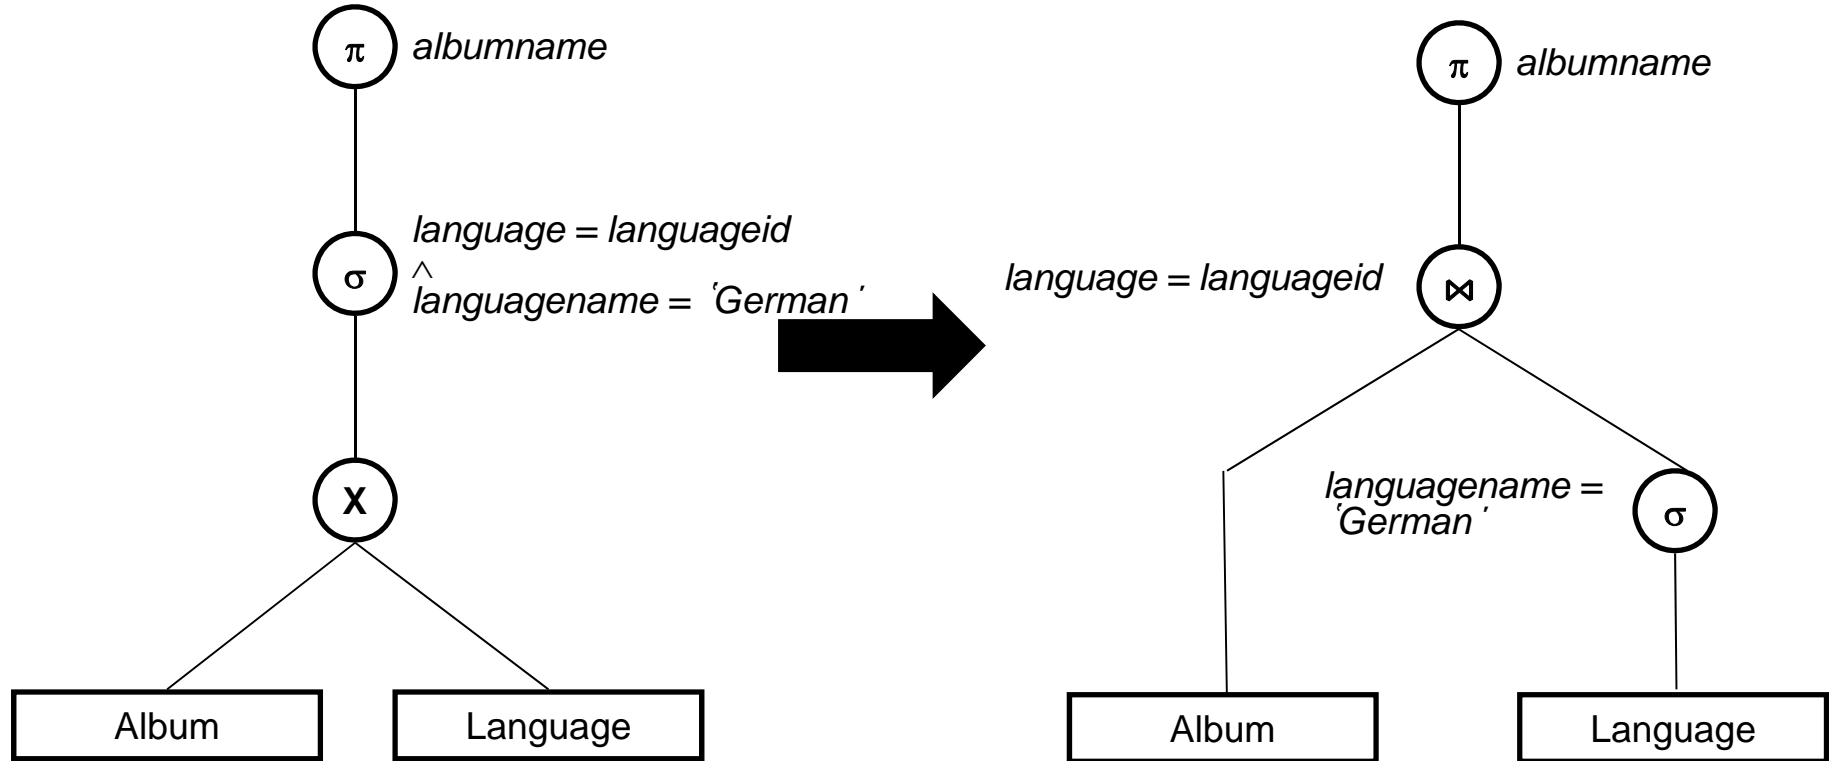 π albumname
language = languageid
σ ^
languagename = 'German'
X
Album Language
π albumname
language = languageid ⋈
languagename =
'German' σ
Album Language